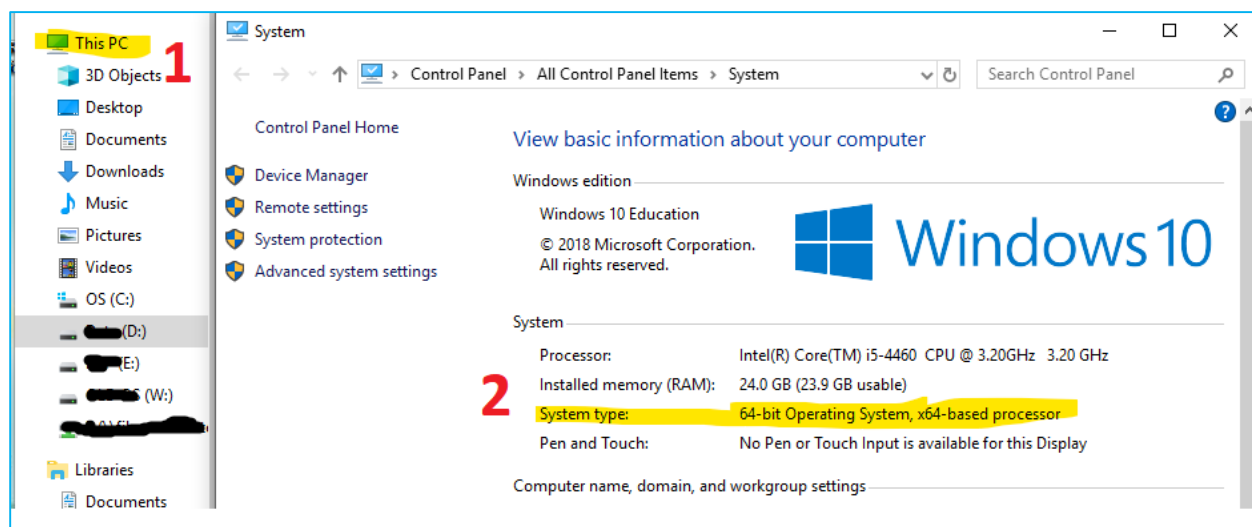 This PC
1
3D Objects
Desktop
Documents
Downloads
Music
Pictures
Videos
OS (C:)
(D:)
(E:)
(W:)
Libraries
Documents
System
Control Panel > All Control Panel Items > System
Search Control Panel
Control Panel Home
Device Manager
Remote settings
System protection
Advanced system settings
?
View basic information about your computer
Windows edition
Windows 10 Education
© 2018 Microsoft Corporation.
All rights reserved.
Windows 10
System
Processor: Intel(R) Core(TM) i5-4460 CPU @ 3.20GHz 3.20 GHz
Installed memory (RAM): 24.0 GB (23.9 GB usable)
2
System type: 64-bit Operating System, x64-based processor
Pen and Touch: No Pen or Touch Input is available for this Display
Computer name, domain, and workgroup settings